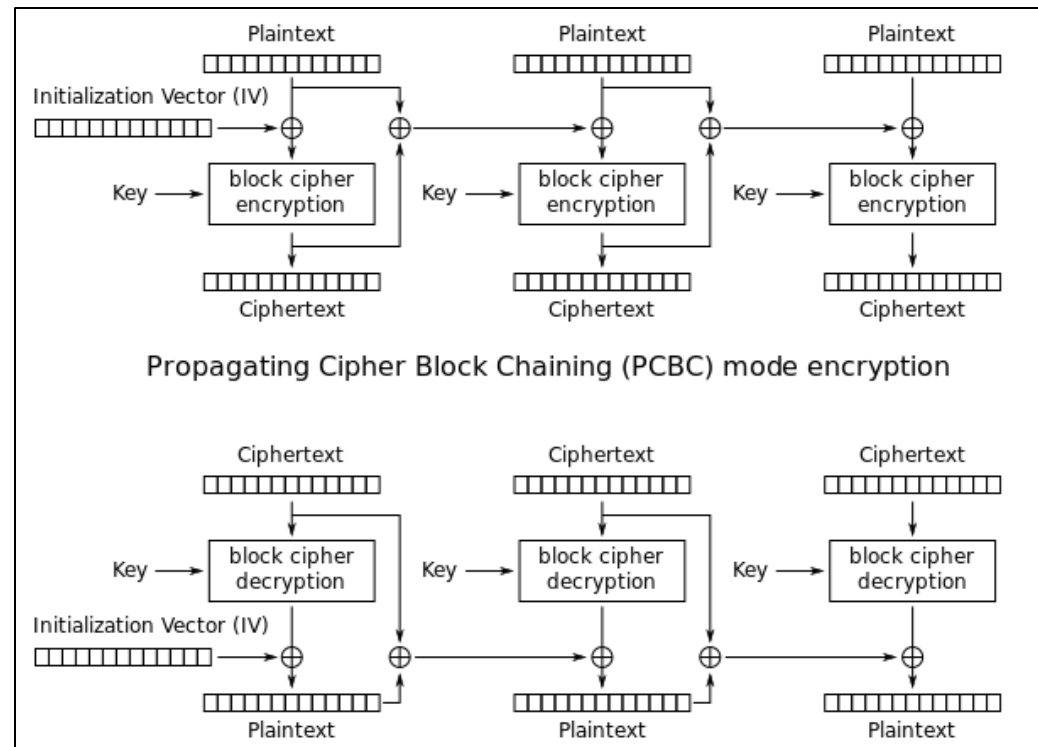 Plaintext Plaintext Plaintext
Initialization Vector (IV)
Key block cipher encryption Key block cipher encryption Key block cipher encryption
Ciphertext Ciphertext Ciphertext
Propagating Cipher Block Chaining (PCBC) mode encryption
Ciphertext Ciphertext Ciphertext
Key block cipher decryption Key block cipher decryption Key block cipher decryption
Initialization Vector (IV)
Plaintext Plaintext Plaintext